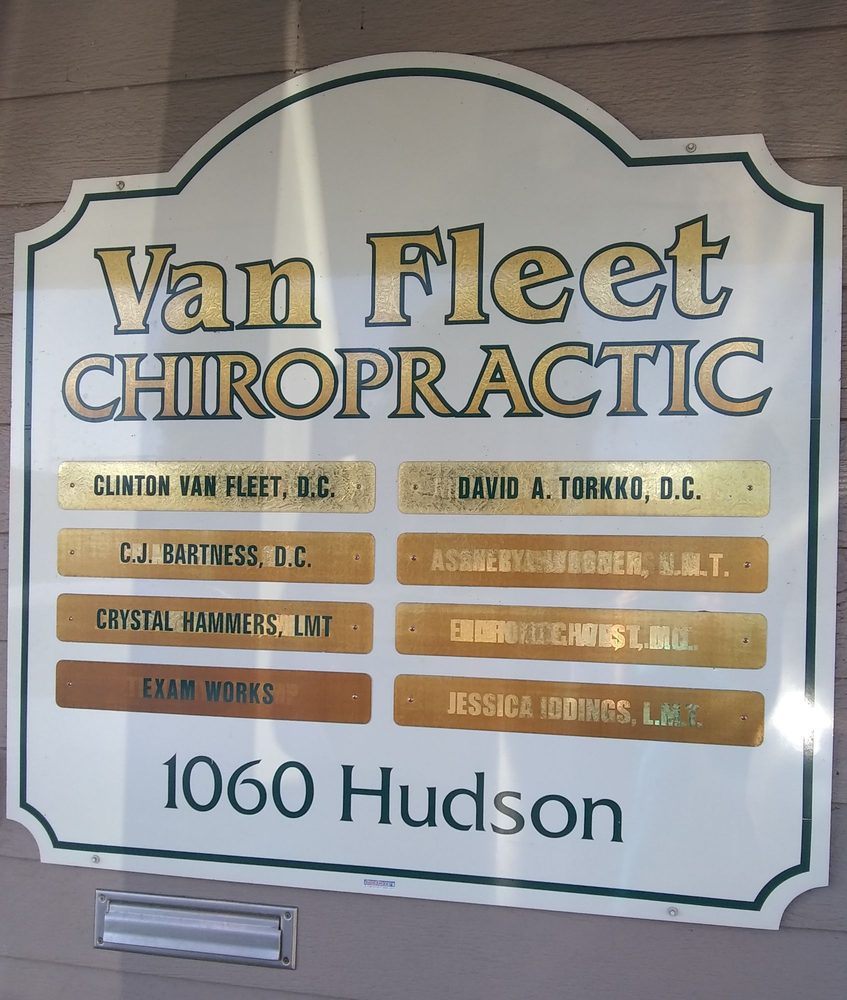 Van Fleet
CHIROPRACTIC
CLINTON VAN FLEET, D.C.
DAVID A. TORKKO, D.C.
C.J. BARTNESS, D.C.
L.M.T.
CRYSTAL HAMMERS, LMT
EXAM WORKS
JESSICA IDDINGS, L.M.T.
1060 Hudson